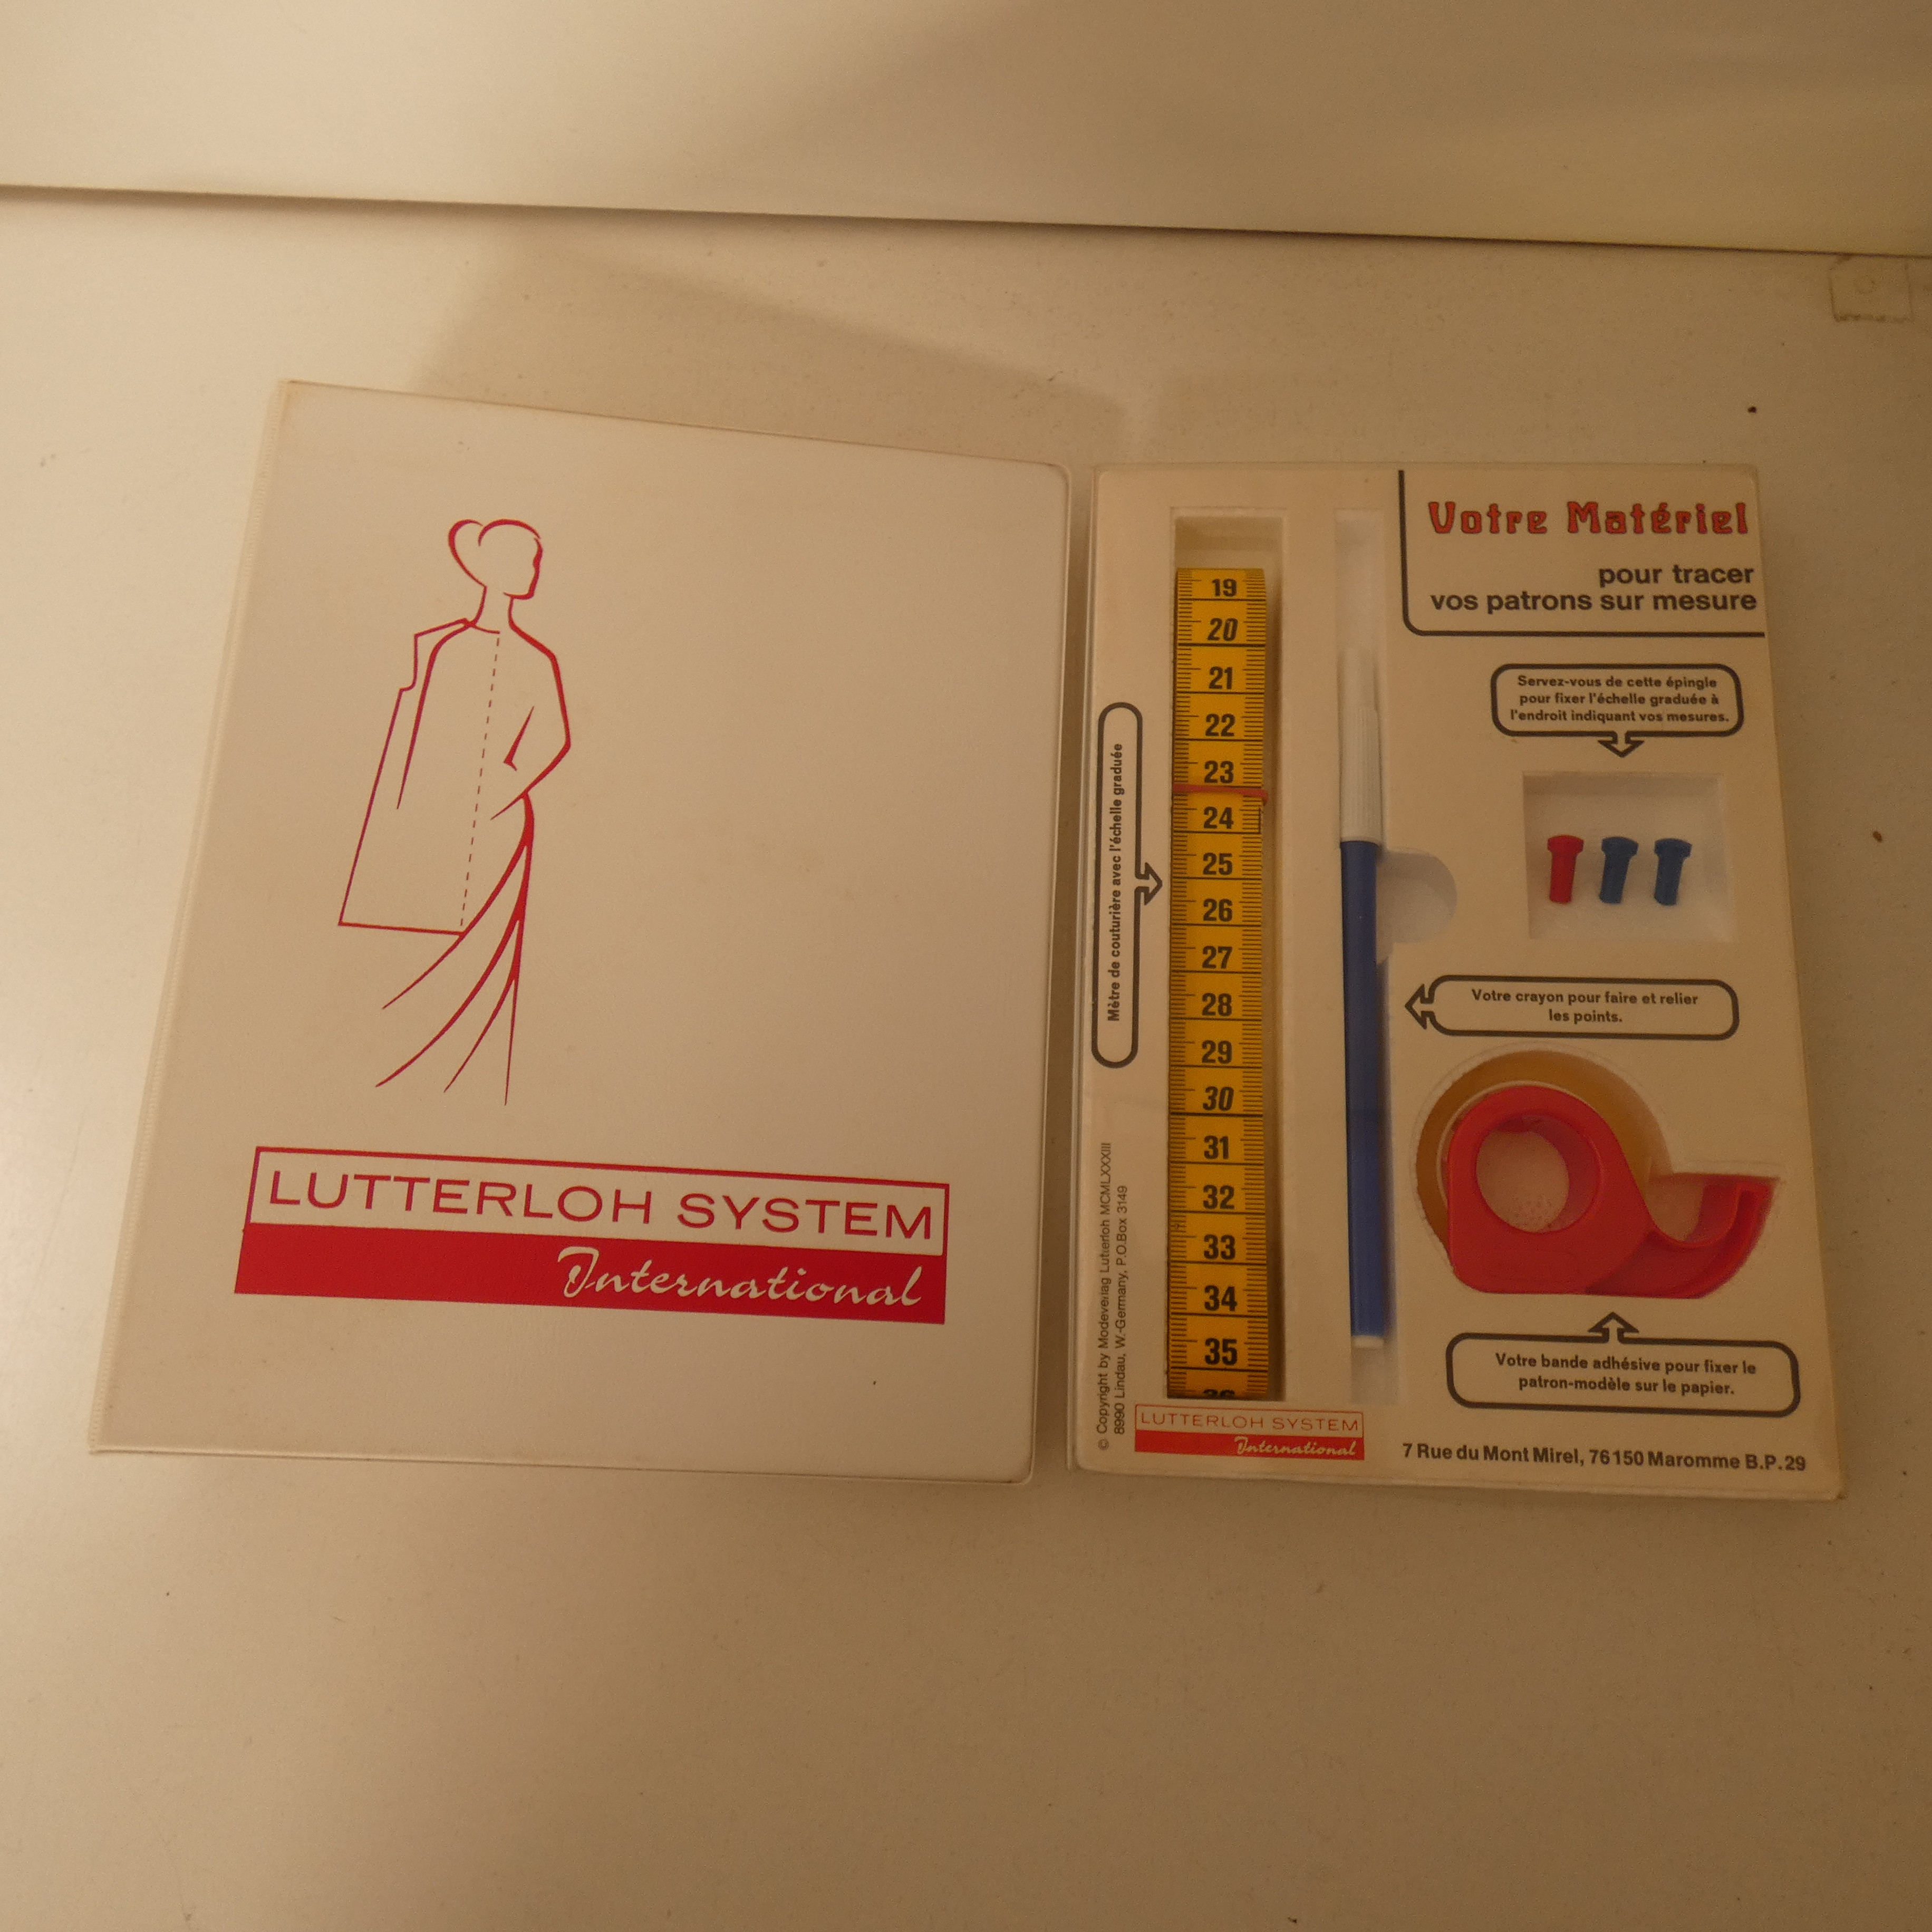 LUTTERLOH SYSTEM
International
Votre Matériel
pour tracer
vos patrons sur mesure
Servez-vous de cette épingle
pour fixer l'échelle graduée à
l'endroit indiquant vos mesures.
Mètre de couturière avec l'échelle graduée
19
20
21
22
23
24
25
26
27
28
29
30
31
32
33
34
35
36
Votre crayon pour faire et relier
les points.
Votre bande adhésive pour fixer le
patron-modèle sur le papier.
© Copyright by Modeverlag Lutterloh MCMLXXXIII
8990 Lindau, W.-Germany, P.O.Box 3149
LUTTERLOH SYSTEM
International
7 Rue du Mont Mirel, 76150 Maromme B.P.29